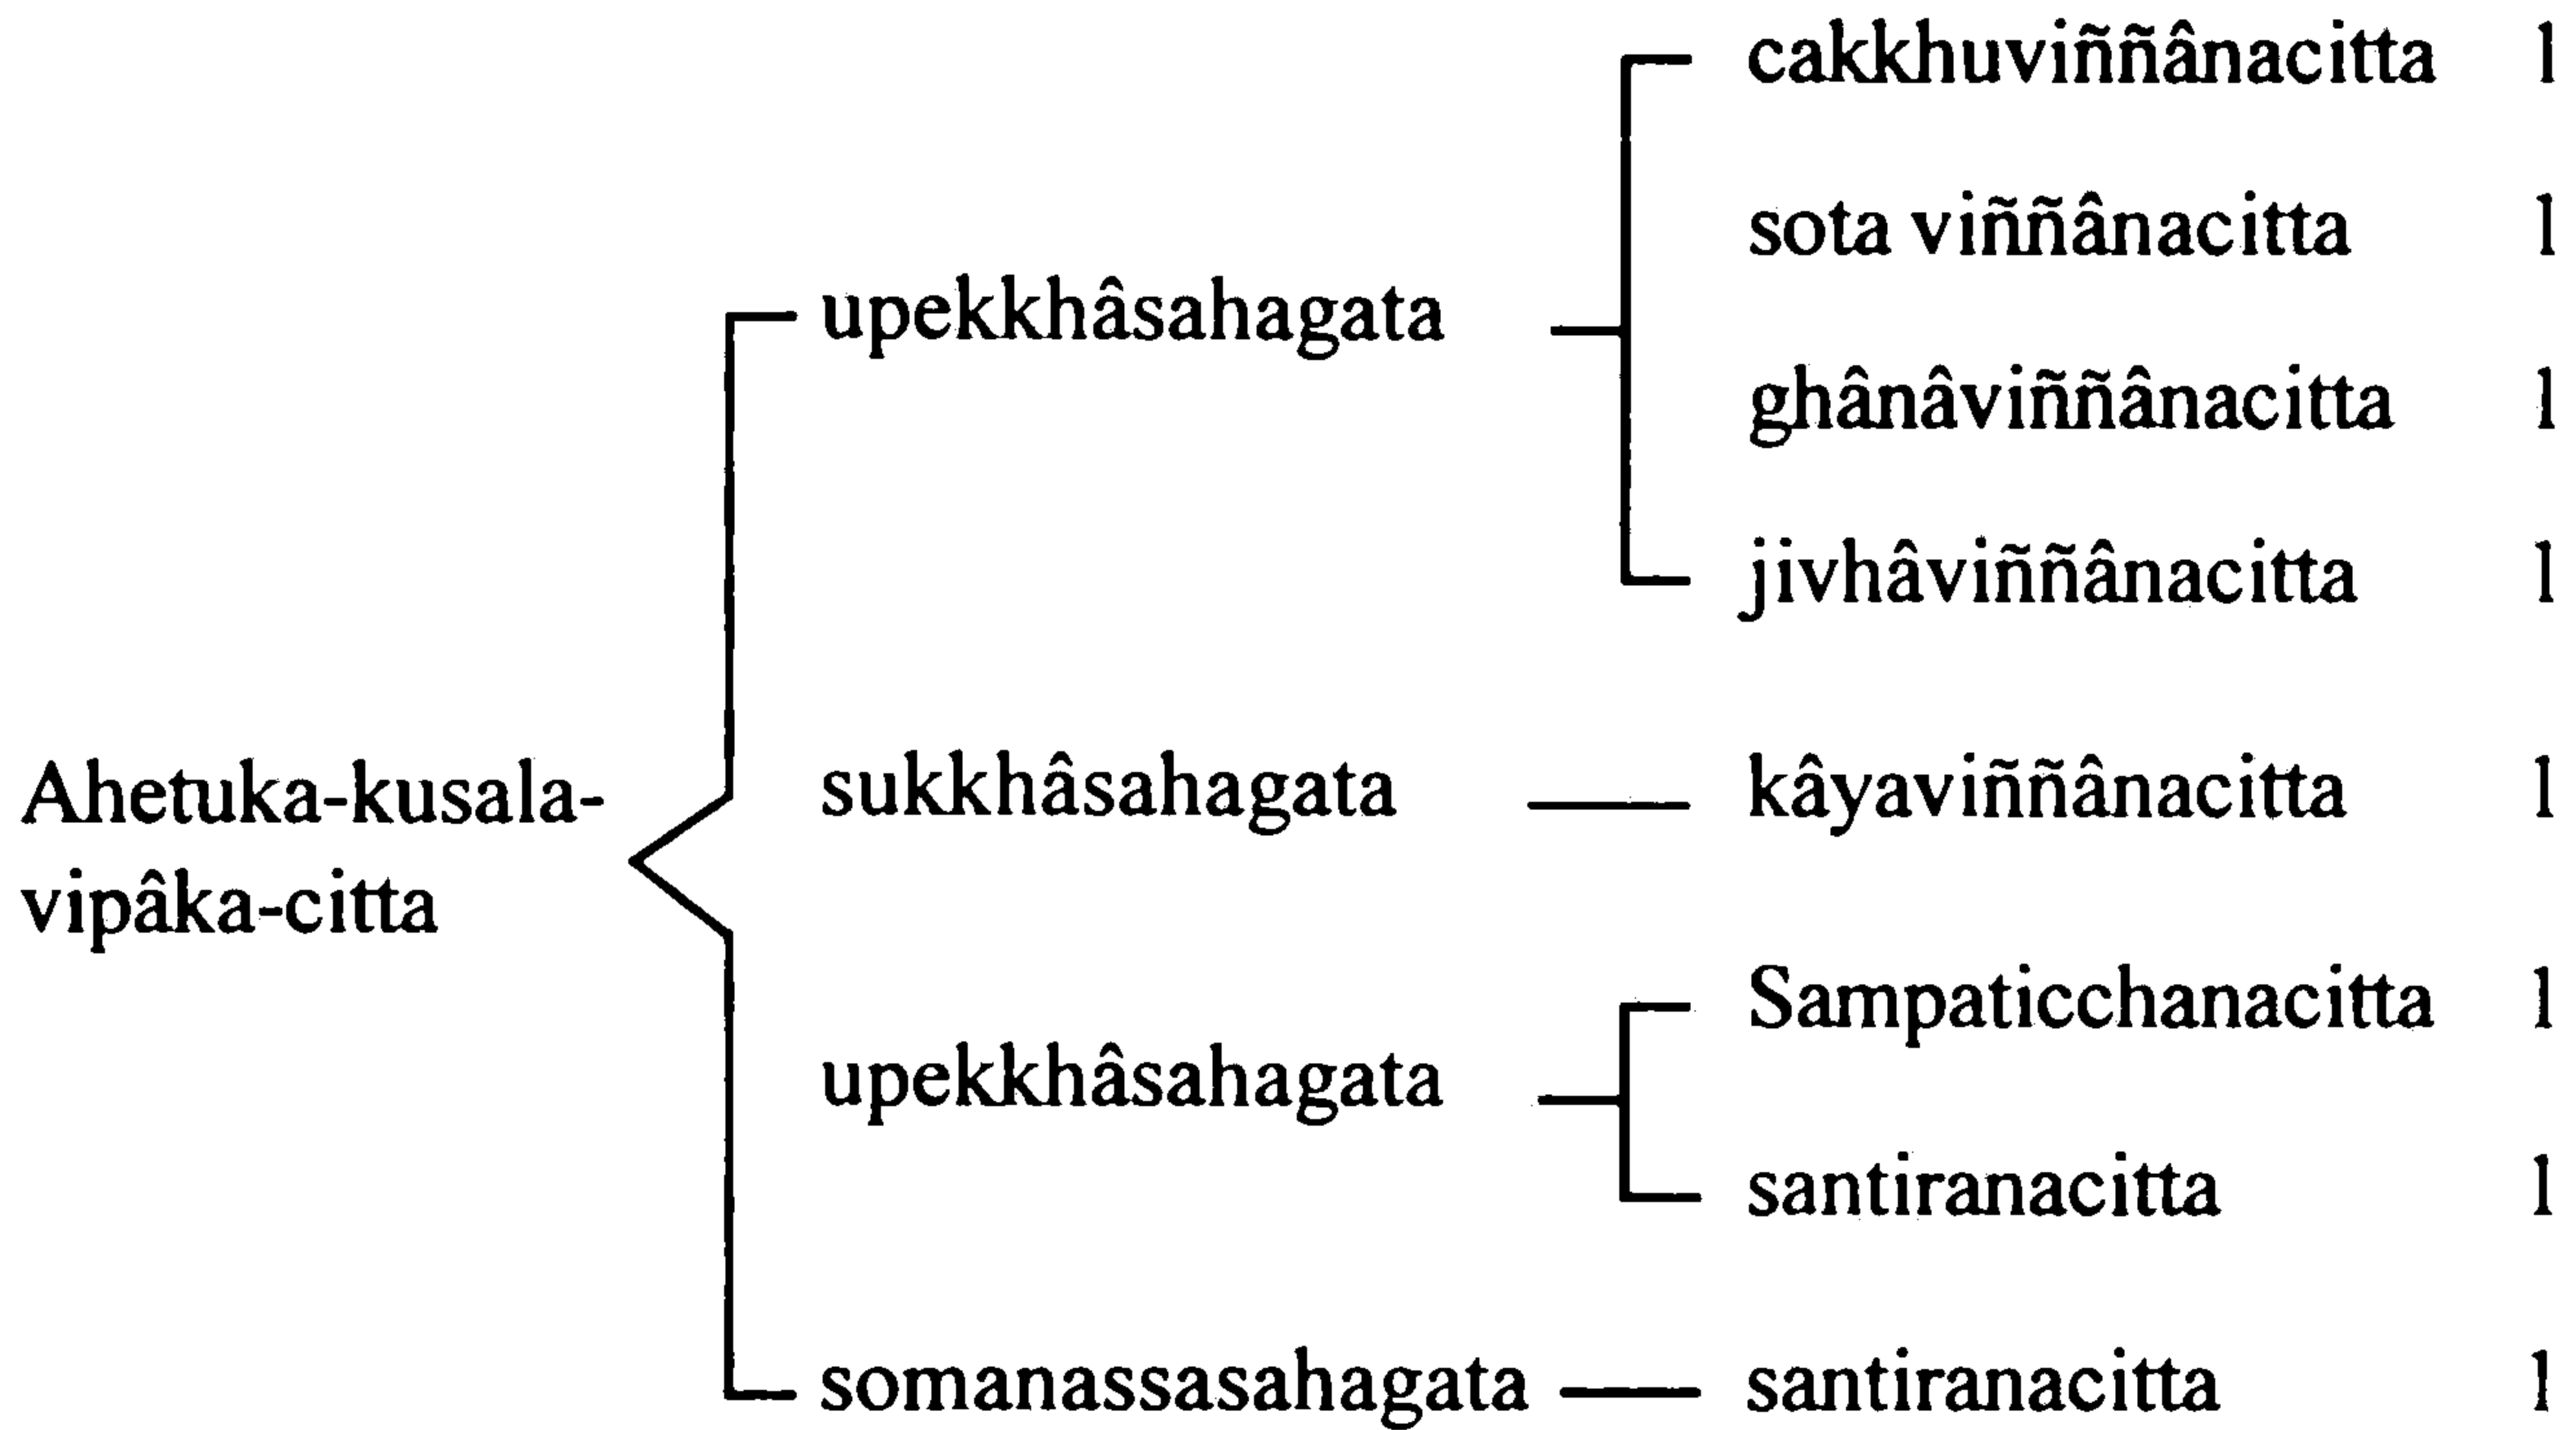 cakkhuviññânacitta 1
sota viññânacitta 1
upekkhâsahagata
ghânâviññânacitta 1
jivhâviññânacitta 1
Ahetuka-kusala-
vipâka-citta
sukkhâsahagata
kâyaviññânacitta 1
Sampaticchanacitta 1
upekkhâsahagata
santiranacitta 1
somanassasahagata
santiranacitta 1